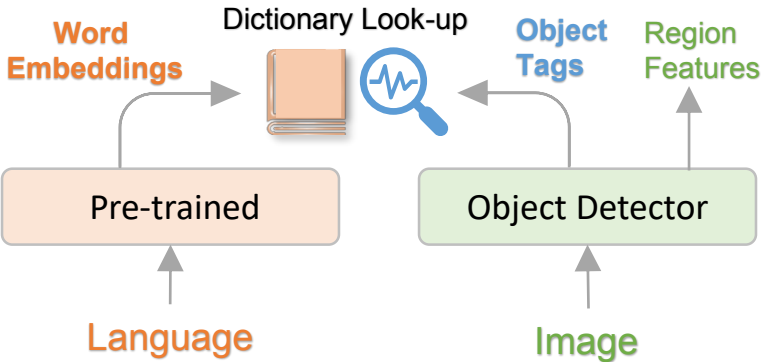 Dictionary Look-up
Word
Embeddings
Object
Tags
Region
Features
Pre-trained
Object Detector
Language
Image